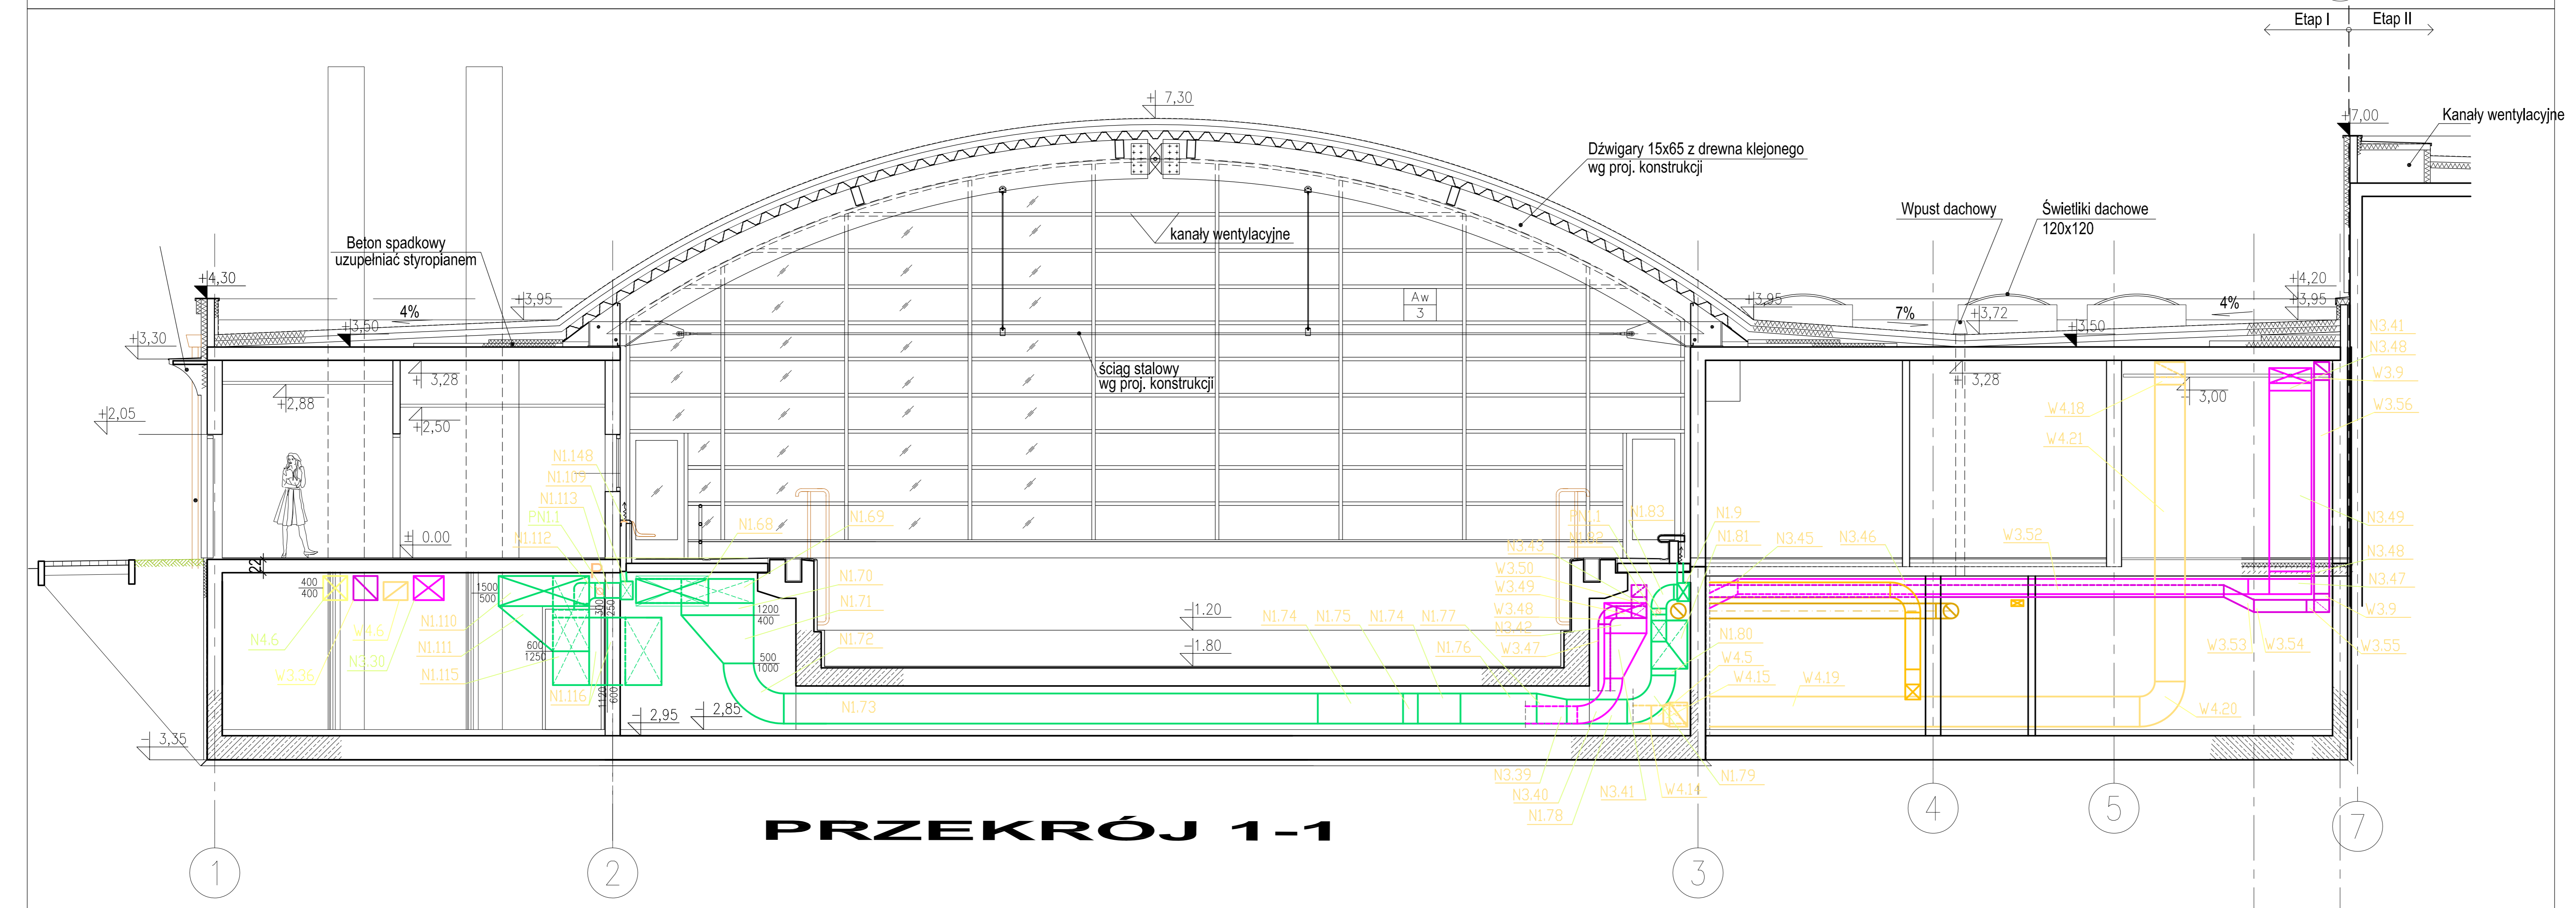 Etap I
Etap II
+ 7,30
+7,00
Kanały wentylacyjne
Dźwigary 15x65 z drewna klejonego
wg proj. konstrukcji
Wpust dachowy
Świetliki dachowe
120x120
kanały wentylacyjne
Beton spadkowy
uzupełniać styropianem
+4,30
+3,95
4%
+3,50
+3,30
Aw
3
+3,95
7%
+3,72
+3,50
4%
+4,20
+3,95
ściąg stalowy
wg proj. konstrukcji
+ 3,28
+2,88
+2,50
+2,05
+ 3,28
+ 3,00
N3.41
N3.48
W3.9
W3.56
W4.18
W4.21
N3.49
N3.48
N3.47
W3.9
W3.55
W3.54
W3.53
W3.52
N1.148
N1.109
N1.113
PN1.1
N1.112
± 0.00
22
N1.68
N1.69
N1.70
N1.71
N1.72
N1.73
400
400
1500
500
N4.6
W3.36
W4.6
N3.30
N1.110
N1.111
N1.115
N1.116
600
1250
300
250
1120
600
1200
400
500
1000
-1.20
-1.80
- 2,95
- 2,85
- 3,35
N1.74
N1.75
N1.74
N1.77
N1.76
PN1.1
N1.83
N1.82
N3.43
W3.50
W3.49
W3.48
N3.42
W3.47
N1.9
N1.81
N3.45
N3.46
N1.80
W4.5
W4.15
W4.19
W4.20
N3.39
N3.40
N1.78
N3.41
W4.14
N1.79
PRZEKRÓJ 1-1
1
2
3
4
5
7